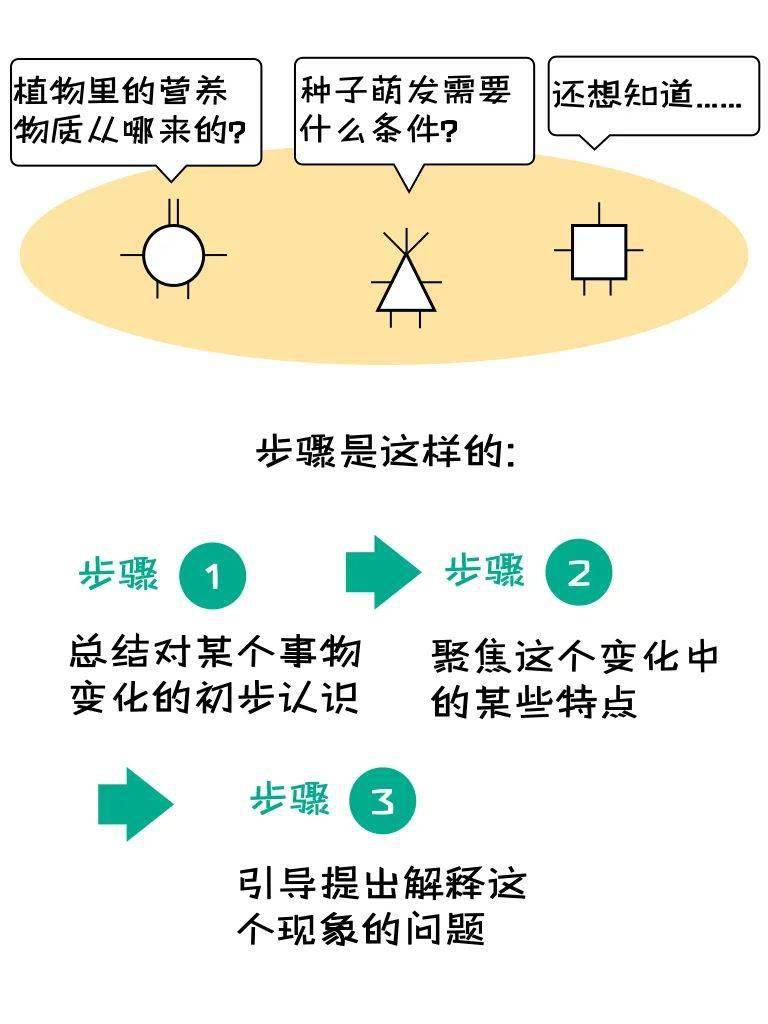 植物里的营养
物质从哪来的?
种子萌发需要
什么条件?
还想知道......
步骤是这样的:
步骤 1
总结对某个事物
变化的初步认识
步骤 2
聚焦这个变化中
的某些特点
步骤 3
引导提出解释这
个现象的问题